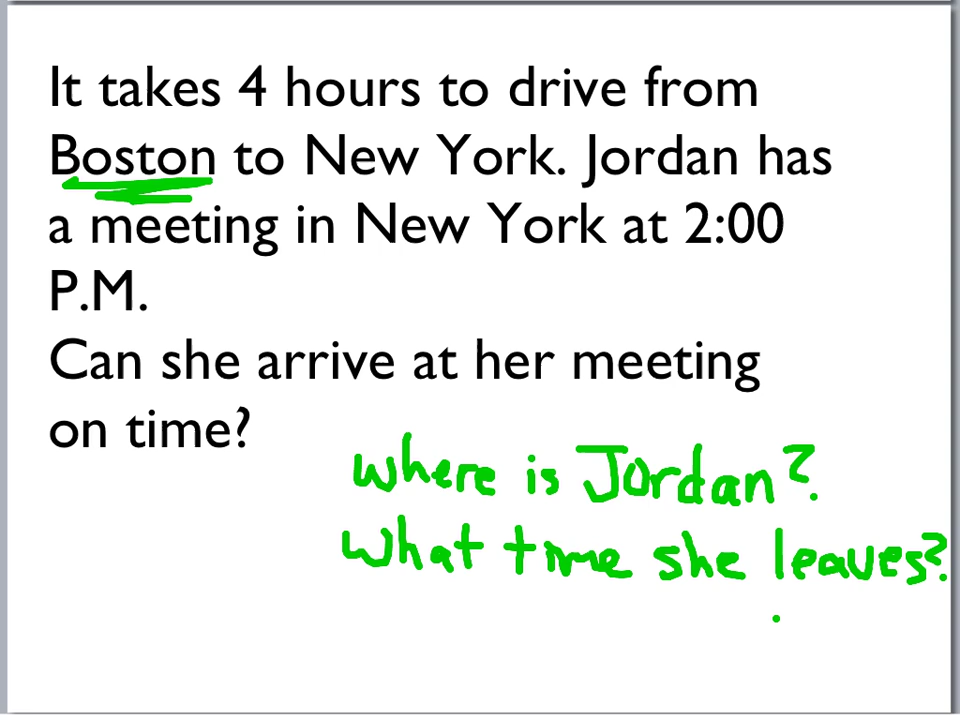 It takes 4 hours to drive from
Boston to New York. Jordan has
a meeting in New York at 2:00
P.M.
Can she arrive at her meeting
on time?
Where is Jordan?
What time she leaves?